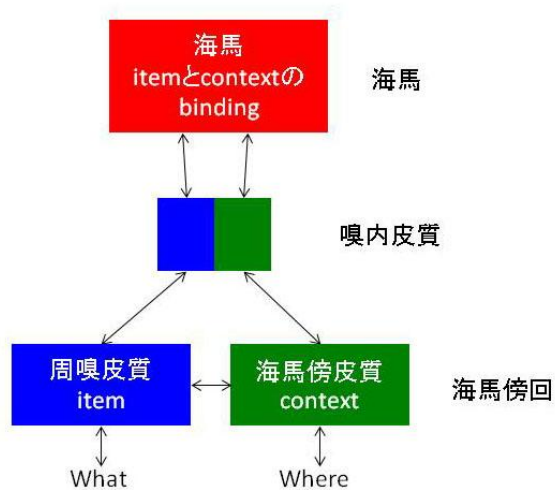 海馬
itemとcontextの
binding
海馬
嗅内皮質
周嗅皮質
item
海馬傍皮質
context
海馬傍回
What
Where